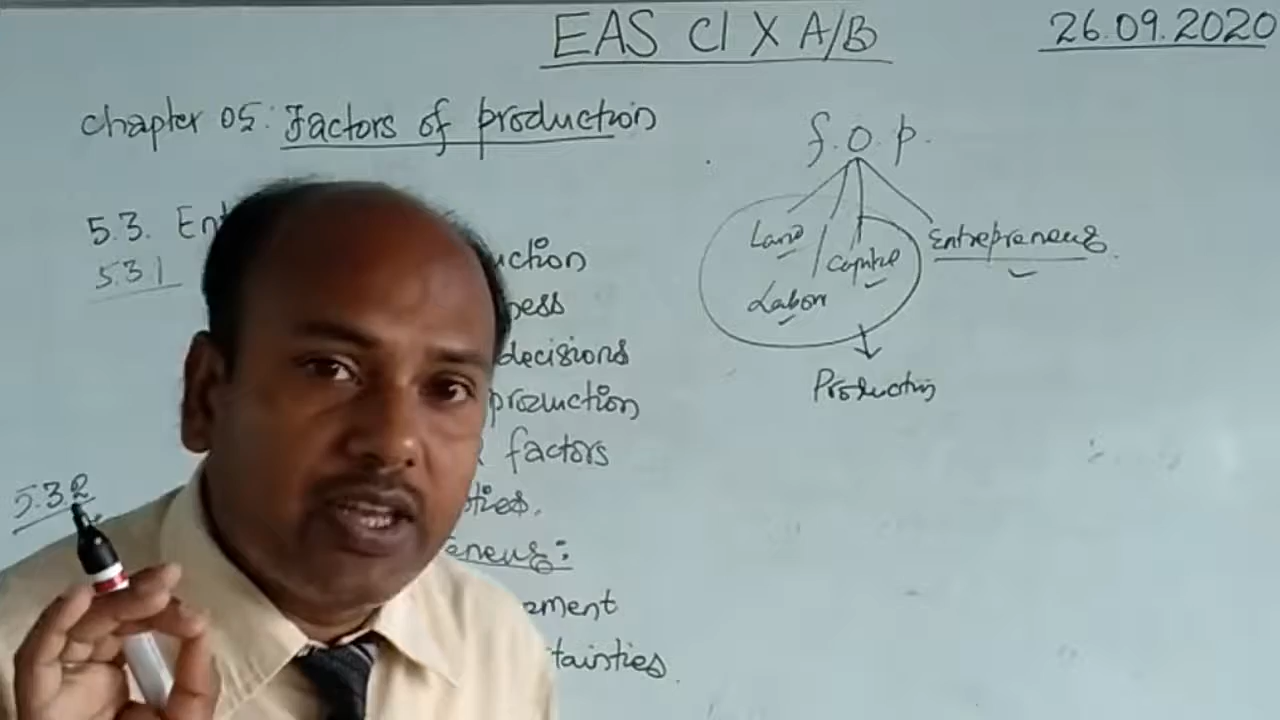 EAS Cl X A/B
26.09.2020
Chapter 05: Factors of production
5.3. Ent
5.3.1
uction
ness
decisions
production
factors
ties.
5.3.2
eneur:
ement
tainties.
f.o.p.
Land
Capital
Entrepreneur
Labour
Production